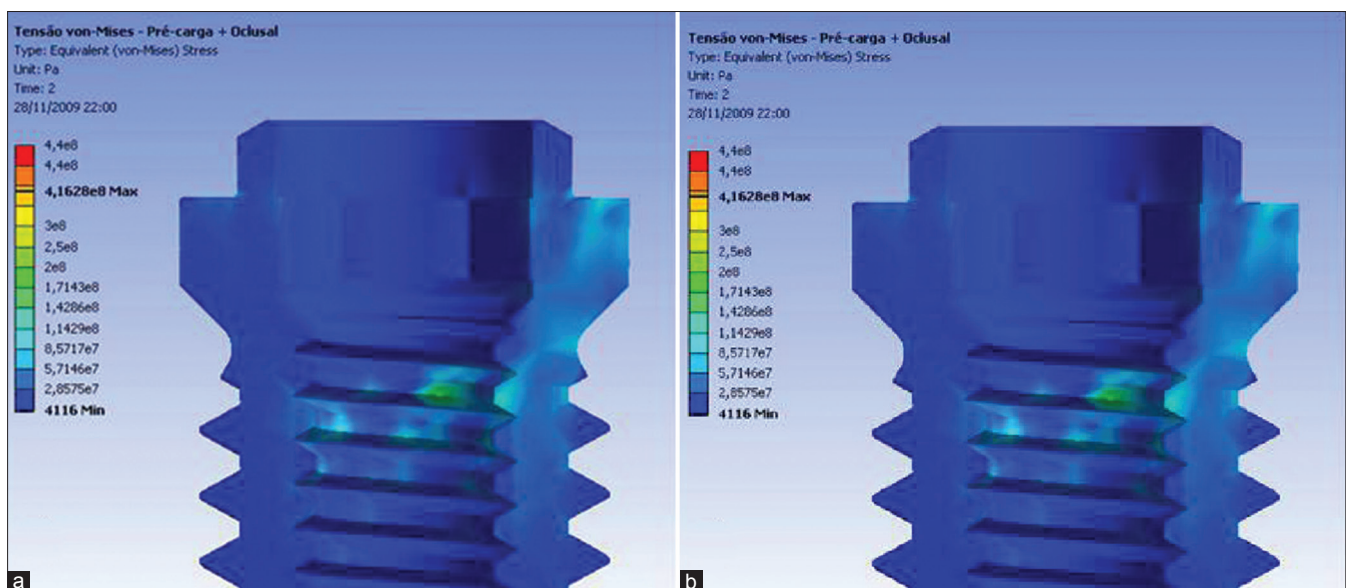 Tensão von-Mises - Pré-carga + Oclusal
Type: Equivalent (von-Mises) Stress
Unit: Pa
Time: 2
28/11/2009 22:00
4,4e8
4,4e8
4,1628e8 Max
3e8
2,5e8
2e8
1,7143e8
1,4286e8
1,1429e8
8,5717e7
5,7146e7
2,8575e7
4116 Min
a
Tensão von-Mises - Pré-carga + Oclusal
Type: Equivalent (von-Mises) Stress
Unit: Pa
Time: 2
28/11/2009 22:00
4,4e8
4,4e8
4,1628e8 Max
3e8
2,5e8
2e8
1,7143e8
1,4286e8
1,1429e8
8,5717e7
5,7146e7
2,8575e7
4116 Min
b